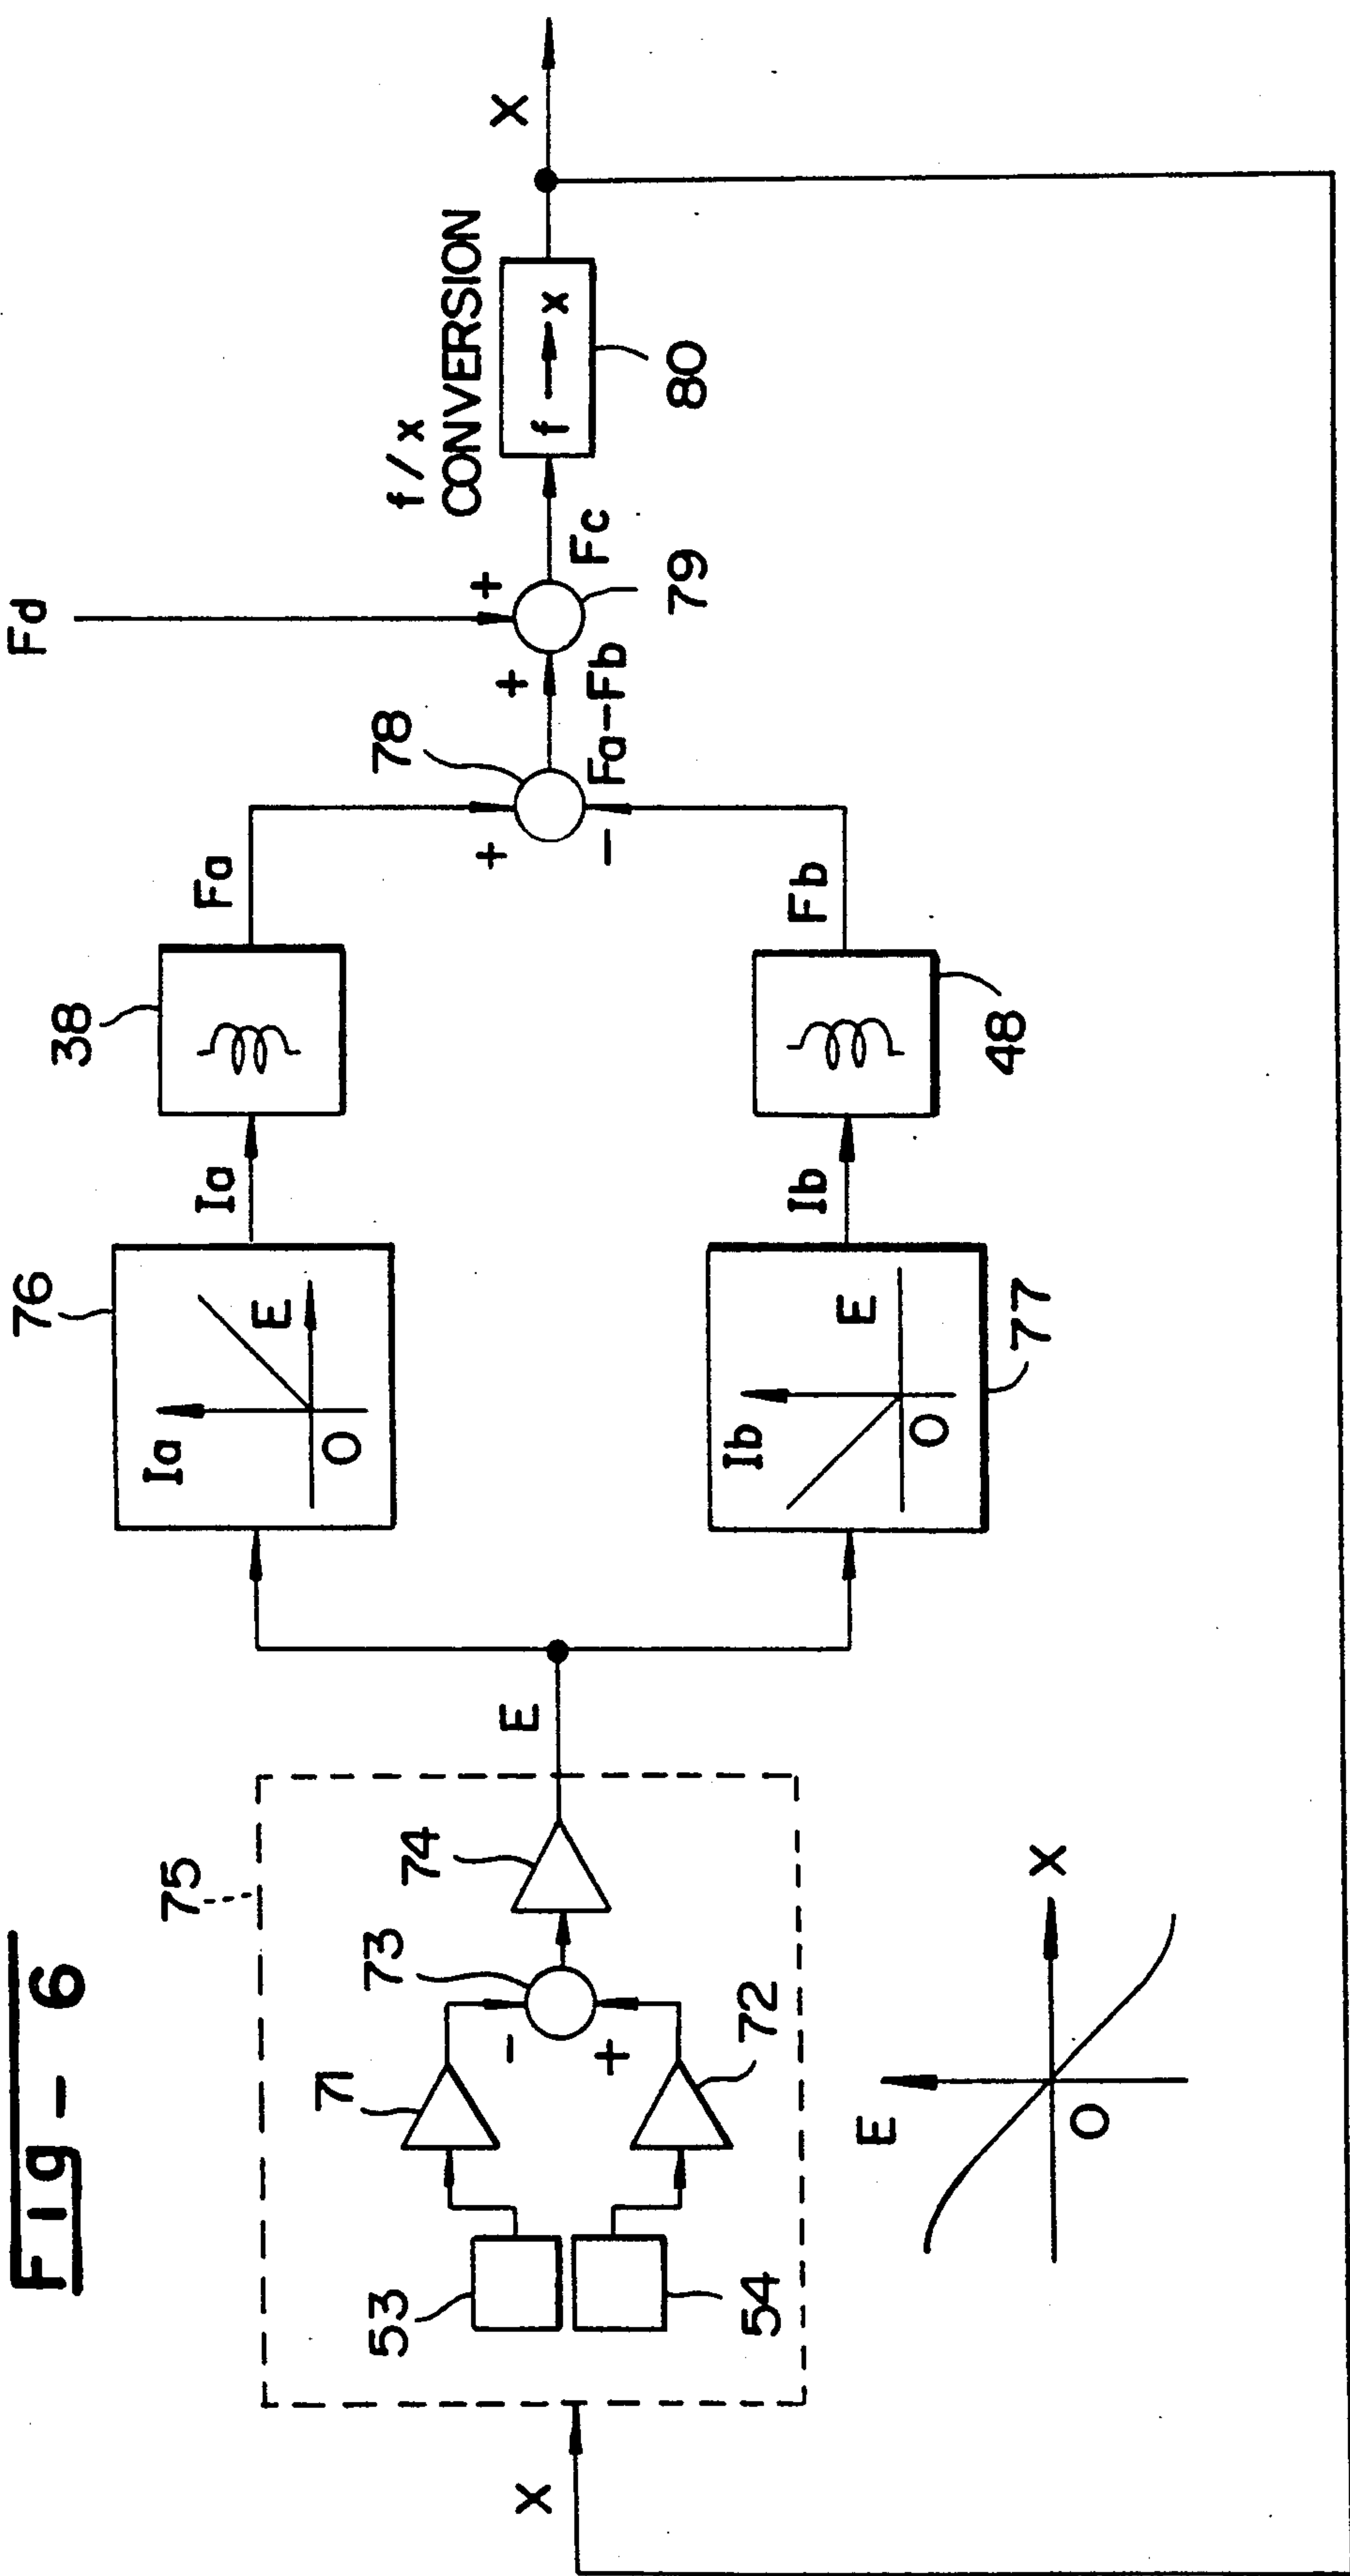 Fig- 6
X
75
53
54
71
72
-
+
73
74
E
E
X
O
76
Ia
E
O
Ia
38
Fa
77
Ib
E
O
Ib
48
Fb
78
+
-
Fa-Fb
Fd
+
+
79
Fc
f/x
CONVERSION
f x
80
X